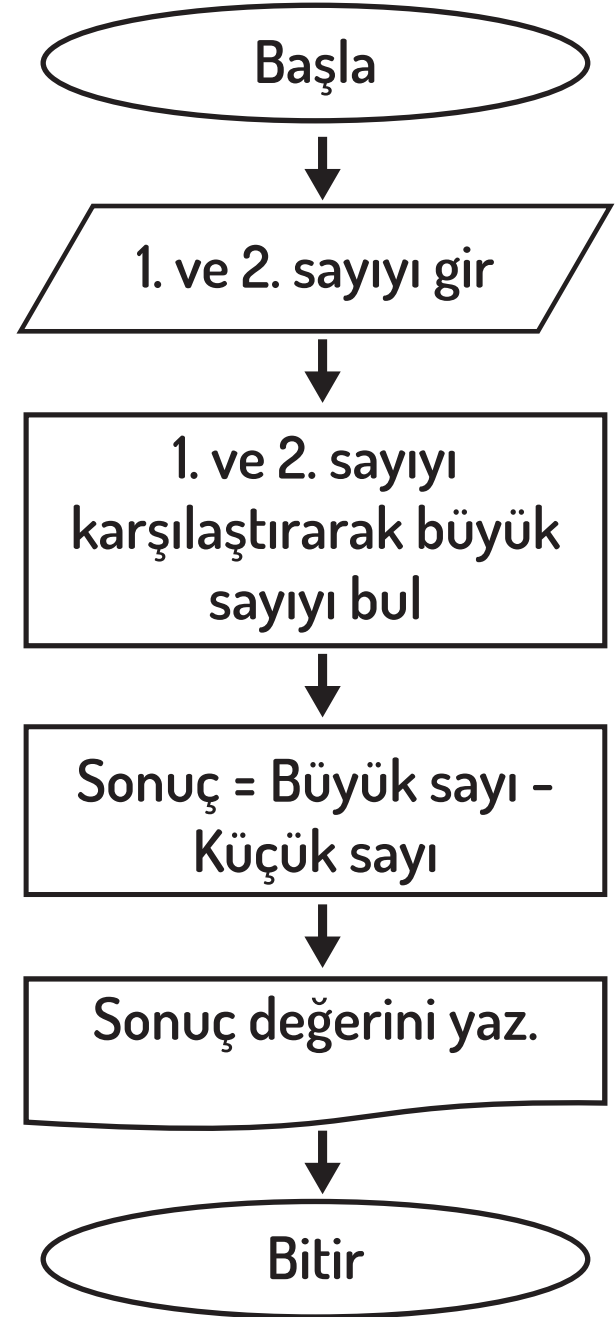 Başla
1. ve 2. sayıyı gir
1. ve 2. sayıyı
karşılaştırarak büyük
sayıyı bul
Sonuç = Büyük sayı -
Küçük sayı
Sonuç değerini yaz.
Bitir